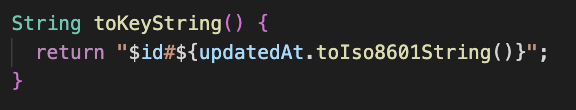 String toKeyString() {
  return "$id#${updatedAt.toIso8601String()}";
}